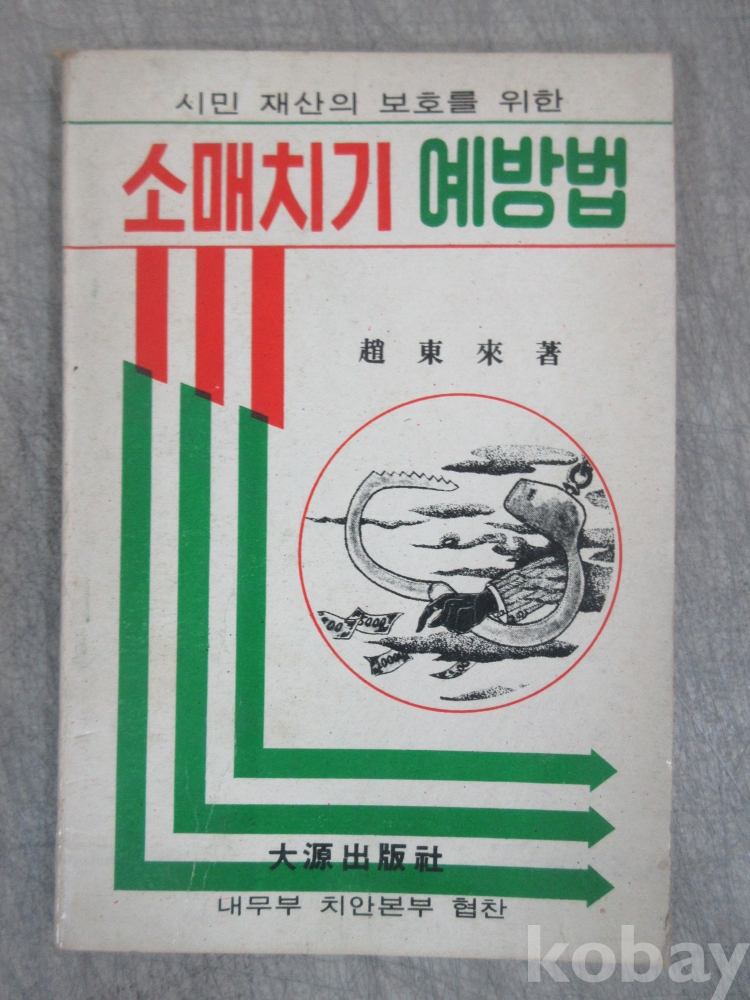 시민 재산의 보호를 위한
소매치기 예방법
趙東來 著
5000
大源出版社
내무부 치안본부 협찬
kobay